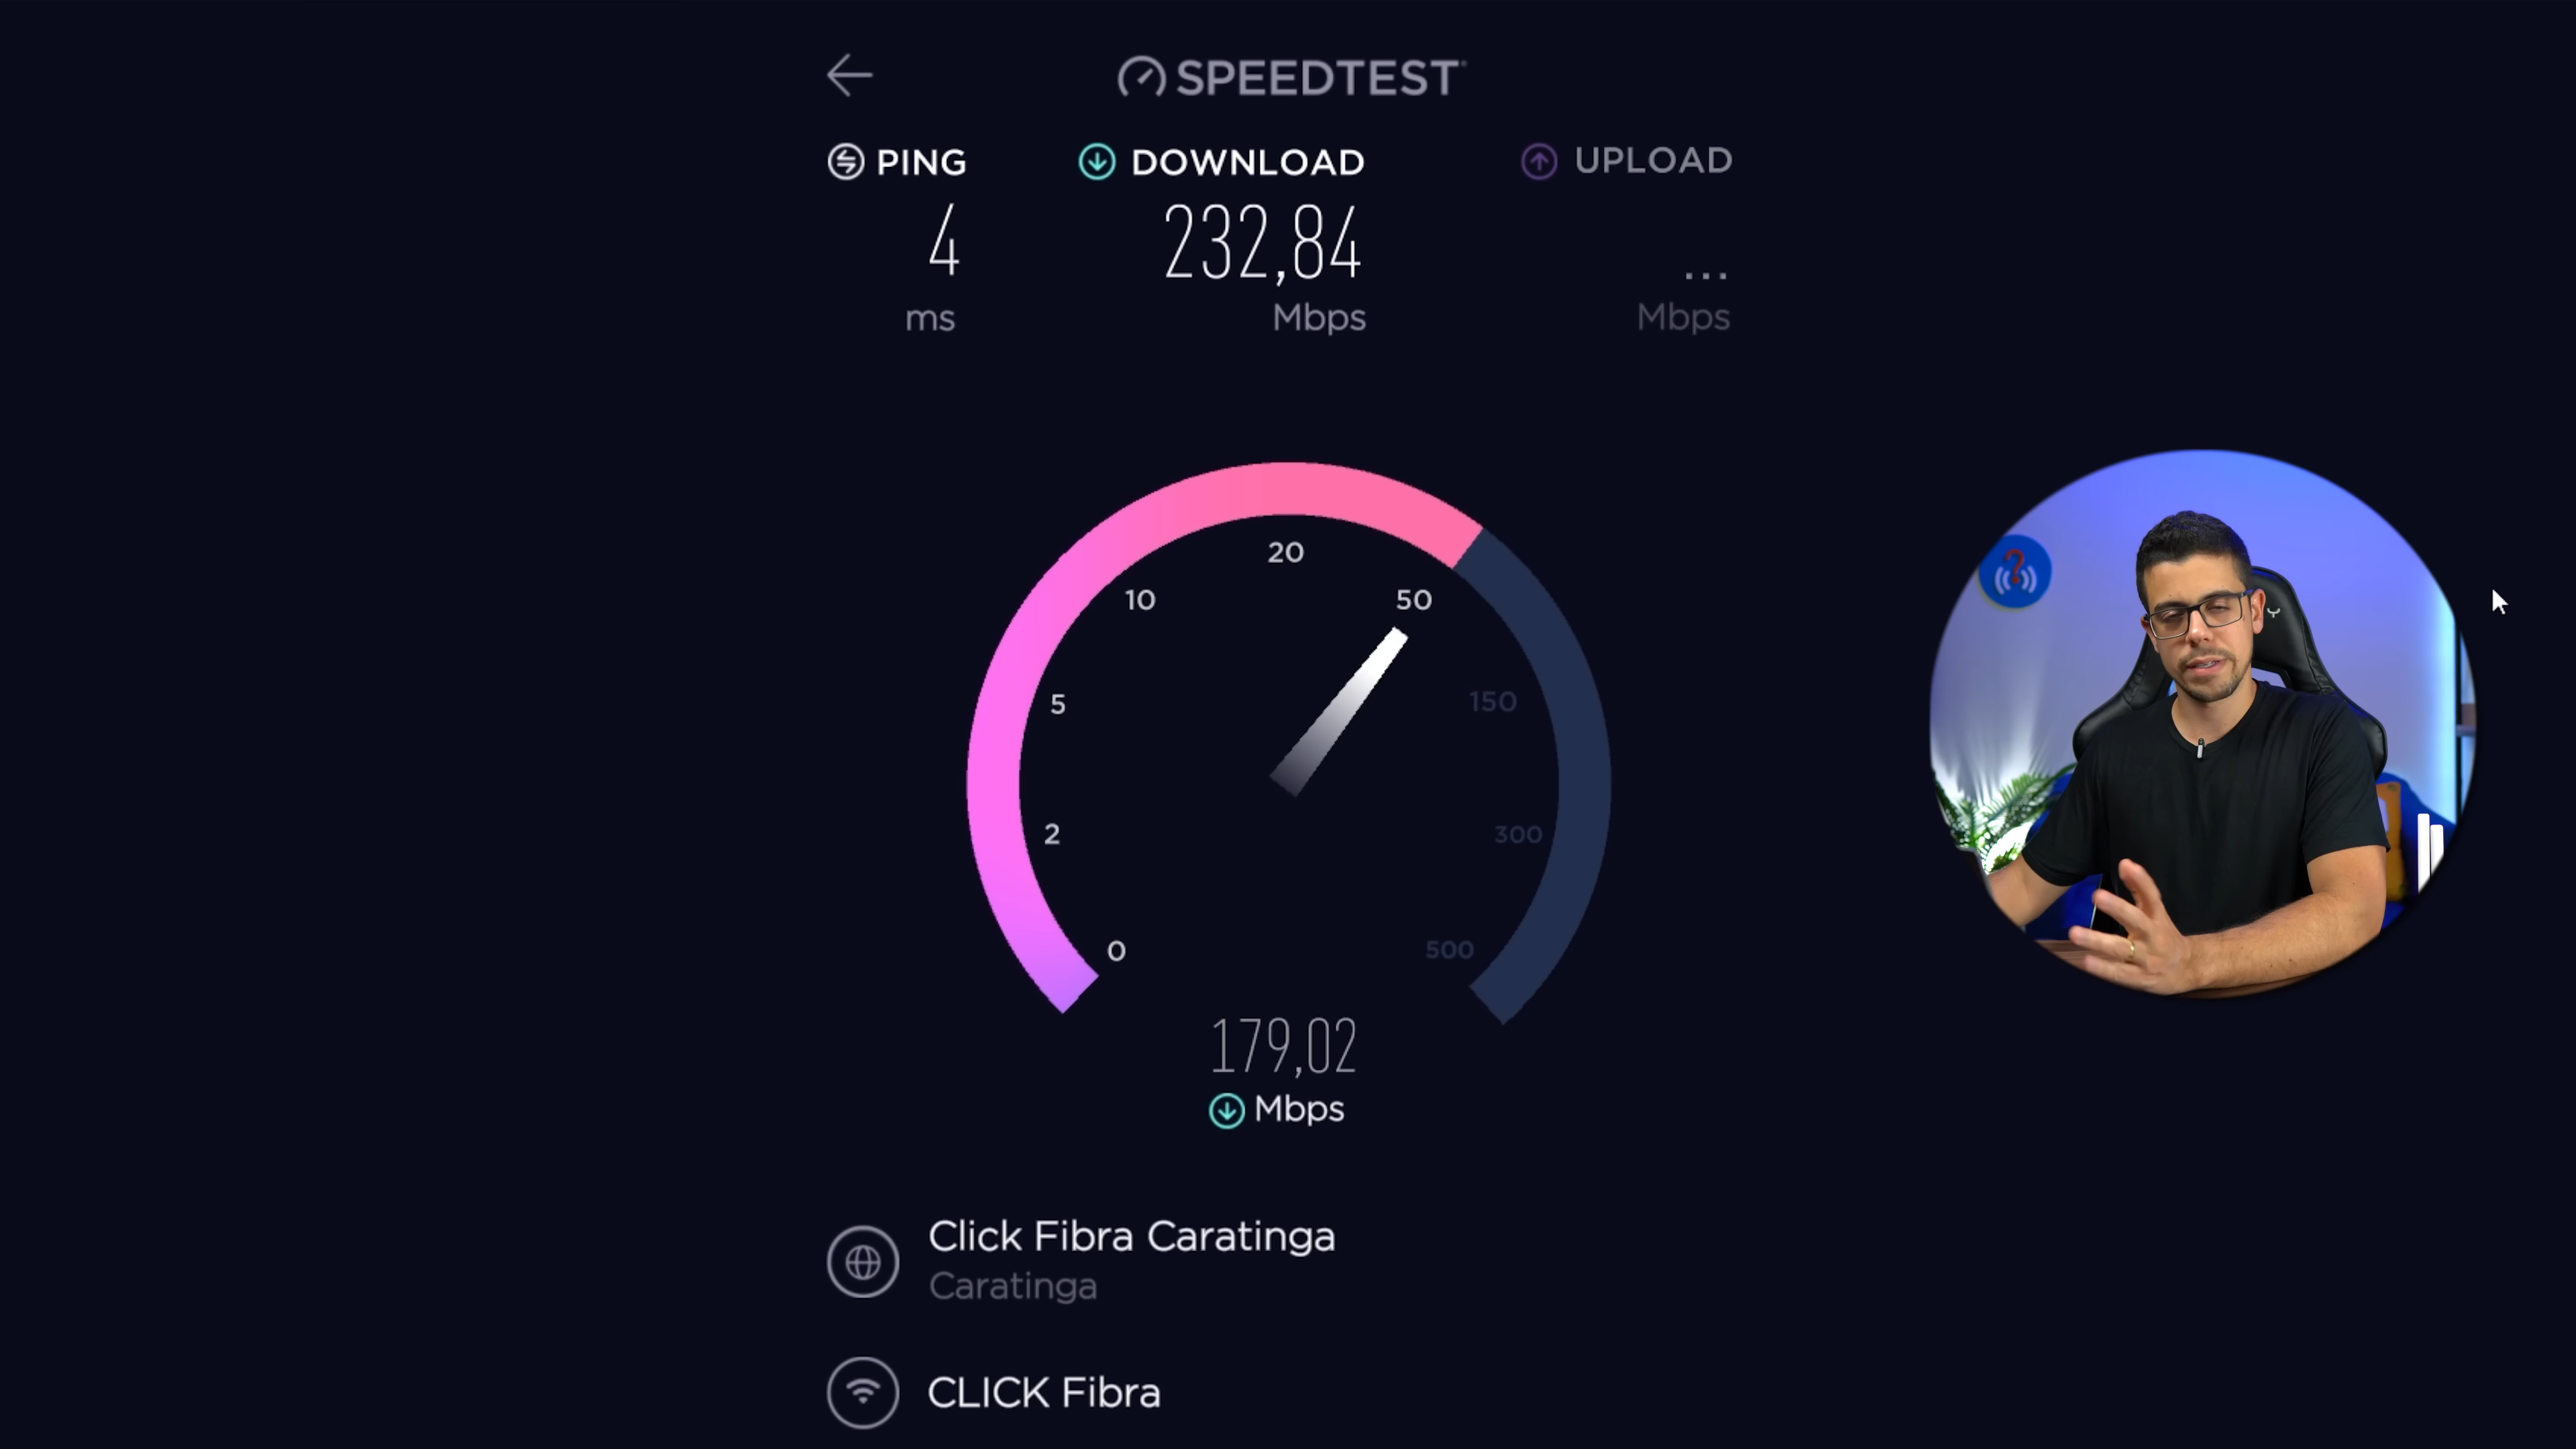 SPEEDTEST
PING
DOWNLOAD
UPLOAD
4
232,84
...
ms
Mbps
Mbps
0
2
5
10
20
50
150
300
500
179,02
Mbps
Click Fibra Caratinga
Caratinga
CLICK Fibra